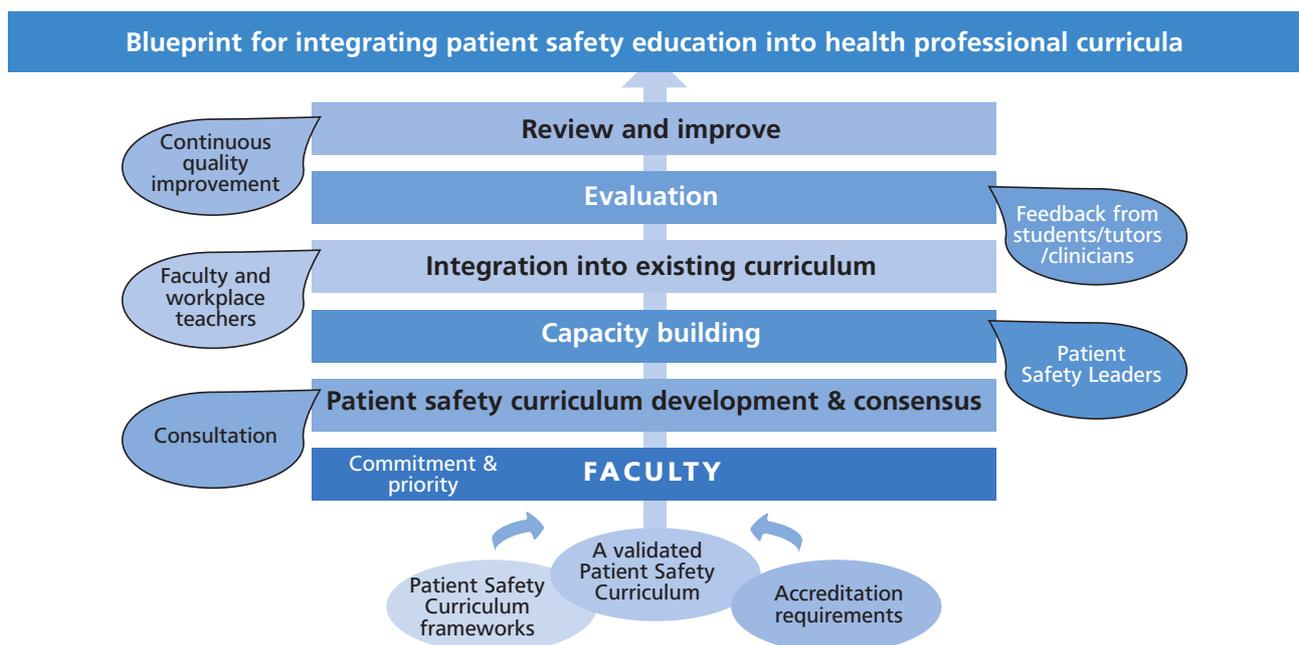 Blueprint for integrating patient safety education into health professional curricula
Review and improve
Continuous
quality
improvement
Evaluation
Feedback from
students/tutors
/clinicians
Integration into existing curriculum
Faculty and
workplace
teachers
Capacity building
Patient
Safety Leaders
Patient safety curriculum development & consensus
Consultation
Commitment &
priority
FACULTY
A validated
Patient Safety
Curriculum
Patient Safety
Curriculum
frameworks
Accreditation
requirements